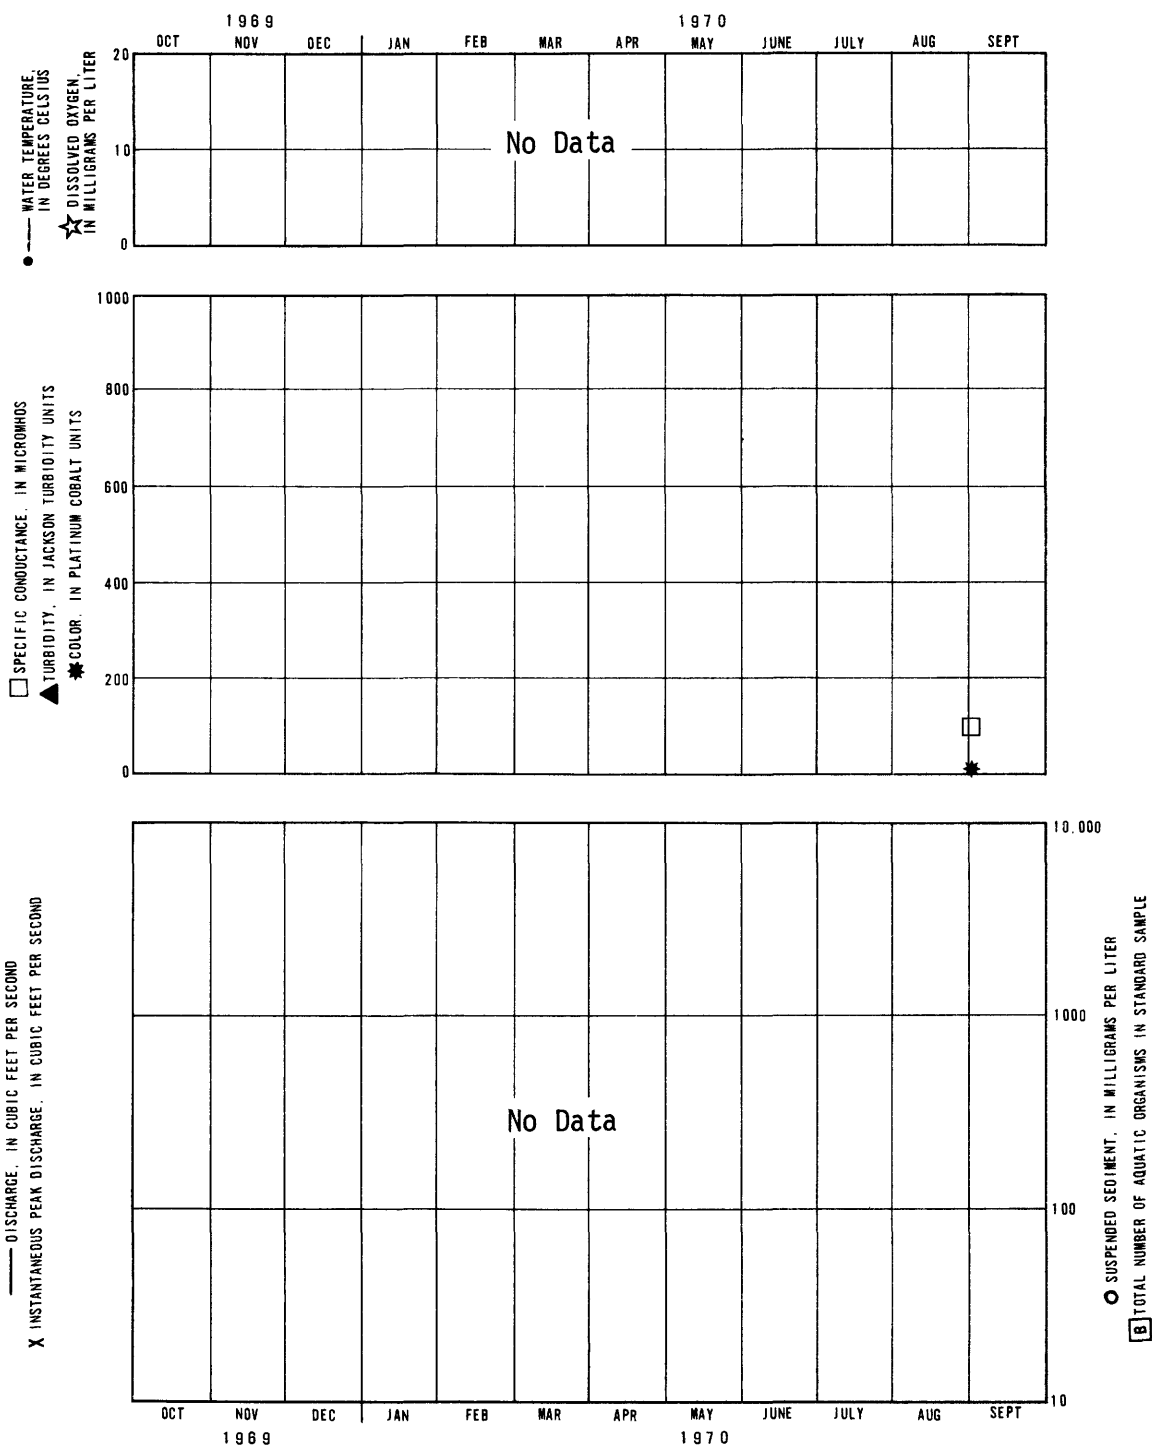 1969 1970
OCT NOV DEC JAN FEB MAR APR MAY JUNE JULY AUG SEPT
WATER TEMPERATURE,
IN DEGREES CELSIUS
DISSOLVED OXYGEN,
IN MILLIGRAMS PER LITER
20
10
0
No Data
SPECIFIC CONDUCTANCE, IN MICROMHOS
TURBIDITY, IN JACKSON TURBIDITY UNITS
COLOR, IN PLATINUM COBALT UNITS
1000
800
600
400
200
0
DISCHARGE, IN CUBIC FEET PER SECOND
X INSTANTANEOUS PEAK DISCHARGE, IN CUBIC FEET PER SECOND
No Data
10,000
1000
100
10
SUSPENDED SEDIMENT, IN MILLIGRAMS PER LITER
B TOTAL NUMBER OF AQUATIC ORGANISMS IN STANDARD SAMPLE
OCT NOV DEC JAN FEB MAR APR MAY JUNE JULY AUG SEPT
1969 1970